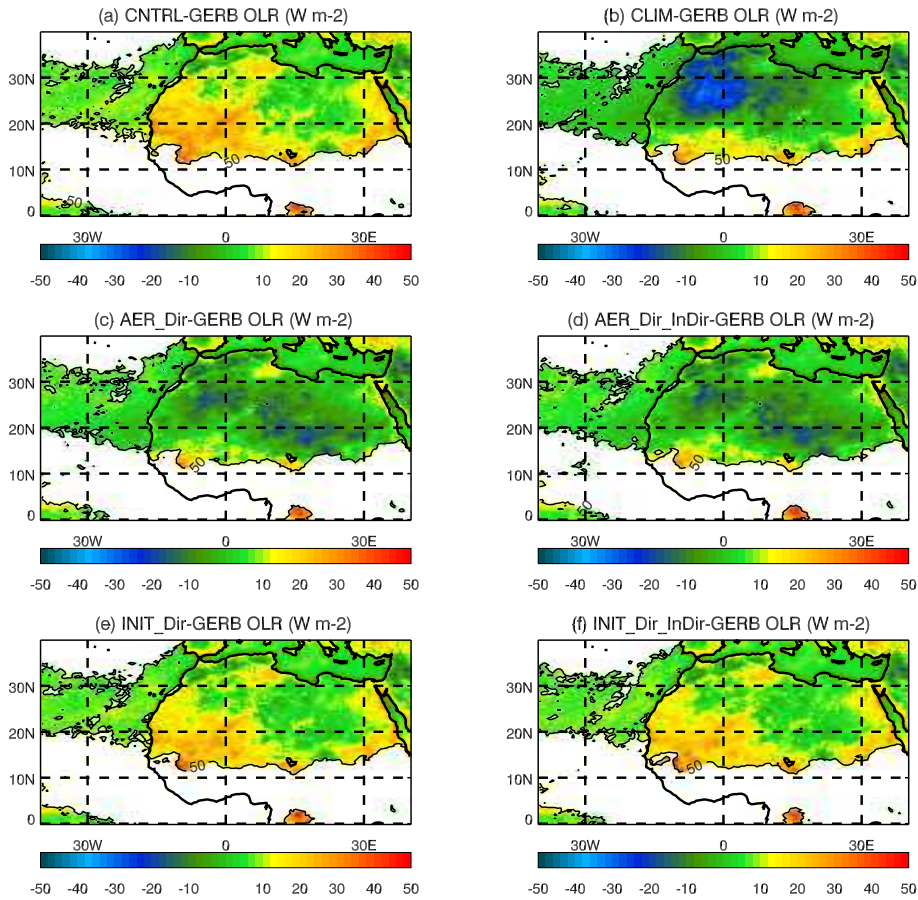 (a) CNTRL-GERB OLR (W m-2)
30N
20N
10N
0
50
50
30W 0 30E
-50 -40 -30 -20 -10 10 20 30 40 50
(b) CLIM-GERB OLR (W m-2)
30N
20N
10N
0
50
30W 0 30E
-50 -40 -30 -20 -10 10 20 30 40 50
(c) AER_Dir-GERB OLR (W m-2)
30N
20N
10N
0
50
30W 0 30E
-50 -40 -30 -20 -10 10 20 30 40 50
(d) AER_Dir_InDir-GERB OLR (W m-2)
30N
20N
10N
0
50
30W 0 30E
-50 -40 -30 -20 -10 10 20 30 40 50
(e) INIT_Dir-GERB OLR (W m-2)
30N
20N
10N
0
50
30W 0 30E
-50 -40 -30 -20 -10 10 20 30 40 50
(f) INIT_Dir_InDir-GERB OLR (W m-2)
30N
20N
10N
0
50
30W 0 30E
-50 -40 -30 -20 -10 10 20 30 40 50